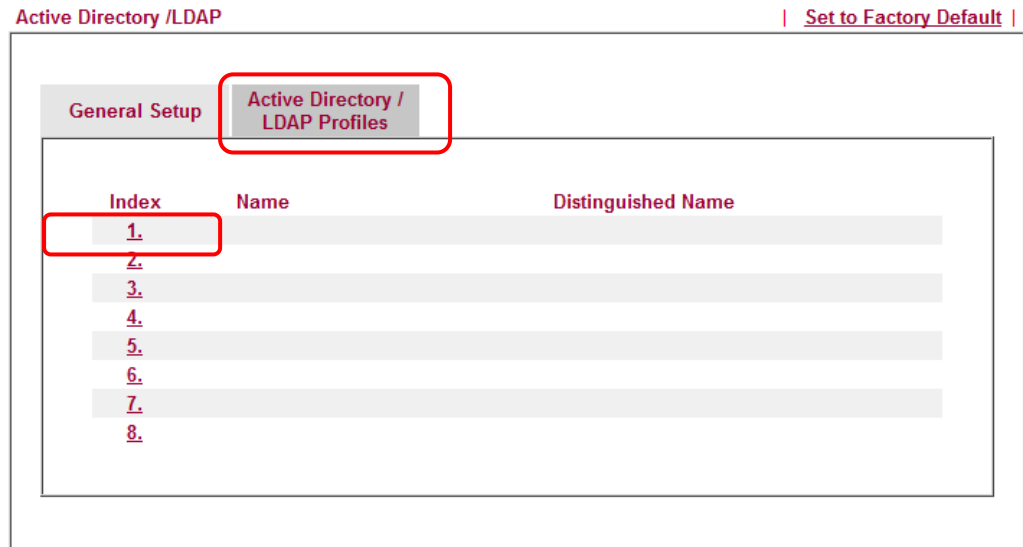 Active Directory /LDAP | Set to Factory Default |
General Setup
Active Directory /
LDAP Profiles
Index Name Distinguished Name
1.
2.
3.
4.
5.
6.
7.
8.